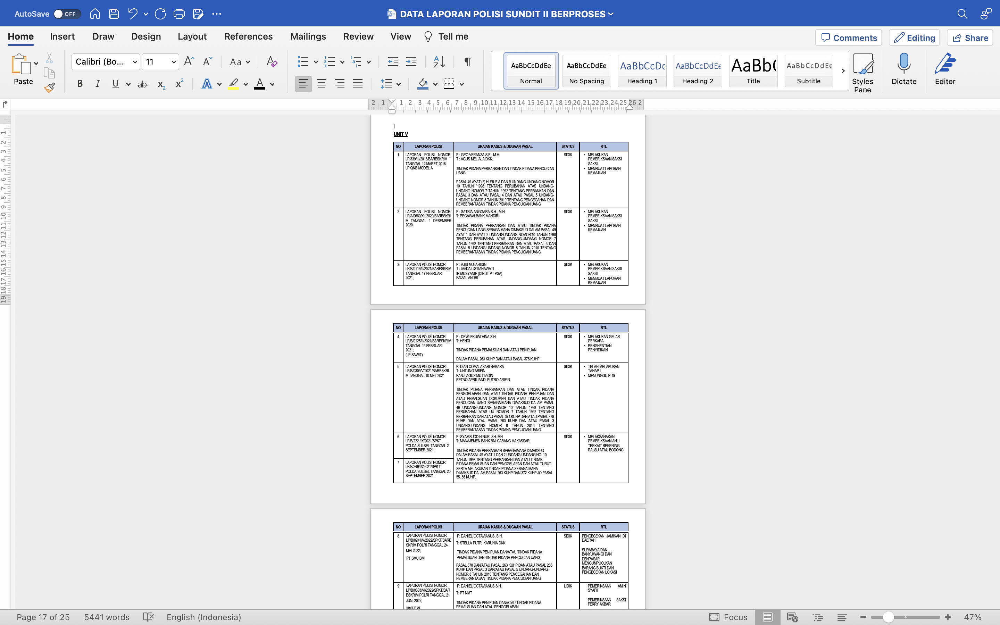 AutoSave OFF
DATA LAPORAN POLISI SUNDIT II BERPROSES
Home Insert Draw Design Layout References Mailings Review View Tell me
Comments Editing Share
Paste
Calibri (Bo... 11
AaBbCcDdEe Normal
AaBbCcDdEe No Spacing
AaBbCcDc Heading 1
AaBbCcDdEe Heading 2
AaBb( Title
AaBbCcDdEe Subtitle
Styles Pane
Dictate
Editor
2 1 1 2 3 4 5 6 7 8 9 10 11 12 13 14 15 16 17 18 19 20 21 22 23 24 25 26 2
1 2 3 4 5 6 7 8 9 10 11 12 13 14 15 16 17 18 19
UNIT V
NO LAPORAN POLISI URAIAN KASUS & DUGAAN PASAL STATUS RTL
1
LAPORAN POLISI NOMOR:
LP/339/III/2018/BARESKRIM
TANGGAL 12 MARET 2018.
LP QNB MODEL A
P : GEO VERANZA S.E., M.H.
T : AGUS MELIALA DKK.
TINDAK PIDANA PERBANKAN DAN TINDAK PIDANA PENCUCIAN
UANG
PASAL 49 AYAT (2) HURUF A DAN B UNDANG-UNDANG NOMOR
10 TAHUN '1998 TENTANG PERUBAHAN ATAS UNDANG-
UNDANG NOMOR 7 TAHUN 1992 TENTANG PERBANKAN DAN
PASAL 3 DAN ATAU PASAL 4 DAN ATAU PASAL 5 UNDANG-
UNDANG NOMOR 8 TAHUN 2010 TENTANG PENCEGAHAN DAN
PEMBERANTASAN TINDAK PIDANA PENCUCIAN UANG
SIDIK
• MELAKUKAN
PEMERIKSAAN SAKSI
SAKSI
• MEMBUAT LAPORAN
KEMAJUAN
2
LAPORAN POLISI NOMOR:
LP/A/0680/XII/2020/BARESKRI
M TANGGAL 1 DESEMBER
2020
P : SATRIA ANGGARA S.H., M.H.
T: PEGAWAI BANK MANDIRI
TINDAK PIDANA PERBANKAN DAN ATAU TINDAK PIDANA
PENCUCIAN UANG SEBAGAIMANA DIMAKSUD DALAM PASAL 49
AYAT 1 DAN AYAT 2 UNDANGUNDANG NOMOR'10 TAHUN 1998
TENTANG PERUBAHAN ATAS UNDANG-UNDANG NOMOR 7
TAHUN 1992 TENTANG PERBANKAN DAN ATAU PASAL 3 DAN
PASAL 5 UNDANG-UNDANG NOMOR 8 TAHUN 2010 TENTANG
PEMBERANTASAN TINDAK PIDANA PENCUCIAN UANG
SIDIK
• MELAKUKAN
PEMERIKSAAN SAKSI
SAKSI
• MEMBUAT LAPORAN
KEMAJUAN
3
LAPORAN POLISI NOMOR:
LP/B/0119/II/2021/BARESKRIM
TANGGAL 17 FEBRUARI
2021;
P : AJIS MUJAHIDIN
T : IVADA LISTIANAWATI
IR MUSYANIF (DIRUT PT PSA)
FAIZAL ANDRI
SIDIK
• MELAKUKAN
PEMERIKSAAN SAKSI
SAKSI
• MEMBUAT LAPORAN
KEMAJUAN
NO LAPORAN POLISI URAIAN KASUS & DUGAAN PASAL STATUS RTL
4
LAPORAN POLISI NOMOR:
LP/B/0125/II/2021/BARESKRIM
TANGGAL 19 FEBRUARI
2021;
(LP SAWIT)
P : DEWI EKUWI VINA S.H.
T: HENDI
TINDAK PIDANA PEMALSUAN DAN ATAU PENIPUAN
DALAM PASAL 263 KUHP DAN ATAU PASAL 378 KUHP
SIDIK
• MELAKUKAN GELAR
PERKARA
• PENGHENTIAN
PENYIDIKAN
5
LAPORAN POLISI NOMOR:
LP/B/0309/V/2021/BARESKRI
M TANGGAL 10 MEI 2021
P: DIAN COMALASARI BAKARA
T: UNTUNG ARIFIN
PANJI AGUS MUTTAQIN
RETNO APRILIANDI PUTRO ARIFIN
TINDAK PIDANA PERBANKAN DAN ATAU TINDAK PIDANA
PENGGELAPAN DAN ATAU TINDAK PIDANA PENIPUAN DAN
ATAU PEMALSUAN DOKUMEN DAN ATAU TINDAK PIDANA
PENCUCIAN UANG SEBAGAIMANA DIMAKSUD DALAM PASAL
49 UNDANG-UNDANG NOMOR 10 TAHUN 1998 TENTANG
PERUBAHAN ATAS UU NOMOR 7 TAHUN 1992 TENTANG
PERBANKAN DAN ATAU PASAL 374 KUHP DAN ATAU PASAL 378
KUHP DAN ATAU PASAL 263 KUHP DAN ATAU PASAL 3
UNDANG-UNDANG NOMOR 8 TAHUN 2010 TENTANG
PEMBERANTASAN TINDAK PIDANA PENCUCIAN UANG.
SIDIK
• TELAH MELAKUKAN
TAHAP I
• MENUNGGU P-19
6
LAPORAN POLISI NOMOR:
LP/B/222 /IX/2021/SPKT
POLDA SULSEL TANGGAL 2
SEPTEMBER 2021;
P: SYAMSUDDIN NUR. SH. MH
T: MANAJEMEN BANK BNI CABANG MAKASSAR
TINDAK PIDANA PERBANKAN SEBAGAIMANA DIMAKSUD
DALAM PASAL 49 AYAT 1 DAN 2 UNDANG-UNDANG NO. 10
TAHUN 1998 TENTANG PERBANKAN DAN ATAU TINDAK
PIDANA PEMALSUAN DAN PENGGELAPAN DAN ATAU TURUT
SERTA MELAKUKAN TINDAK PIDANA SEBAGAIMANA
DIMAKSUD DALAM PASAL 263 KUHP DAN 372 KUHP JO PASAL
55, 56 KUHP.
SIDIK
• MELAKSANAKAN
PEMERIKSAAN AHLI
TERKAIT REKENING
PALSU ATAU BODONG
7
LAPORAN POLISI NOMOR:
LP/B/249/IX/2021/SPKT
POLDA SULSEL TANGGAL 20
SEPTEMBER 2021;
NO LAPORAN POLISI URAIAN KASUS & DUGAAN PASAL STATUS RTL
8
LAPORAN POLISI NOMOR:
LP/B/0241/V/2022/SPKT/BARE
SKRIM POLRI TANGGAL 24
MEI 2022;
PT SMU BMI
P: DANIEL OCTAVIANUS, S.H.
T: STELLA PUTRI KARUNIA DKK
TINDAK PIDANA PENIPUAN DAN/ATAU TINDAK PIDANA
PEMALSUAN DAN TINDAK PIDANA PENCUCIAN UANG,
PASAL 378 DAN/ATAU PASAL 263 KUHP DAN ATAU PASAL 266
KUHP DAN PASAL 3 DAN/ATAU PASAL 5 UNDANG-UNDANG
NOMOR 8 TAHUN 2010 TENTANG PENCEGAHAN DAN
PEMBERANTASAN TINDAK PIDANA PENCUCIAN UANG
SIDIK
PENGECEKAN JAMINAN DI
DAERAH
SURABAYA DAN
BANYUWANGI DAN
DENPASAR
MENGUMPUOLKAN
BARANG BUKTI DAN
PENGECEKAN LOKASI
9
LAPORAN POLISI NOMOR:
LP/B/0303/VI/2022/SPKT/BAR
ESKRIM POLRI TANGGAL 21
JUNI 2022;
NMT BMI
P: DANIEL OCTAVIANUS S.H.
T: PT NMT
TINDAK PIDANA PENIPUAN DAN/ATAU TINDAK PIDANA
PEMALSUAN DAN ATAU PENGGELAPAN
LIDIK
PEMERIKSAAN AMIN
SYAFII
PEMERIKSAAN SAKSI
FERRY AKBAR
Page 17 of 25 5441 words English (Indonesia) Focus 47%